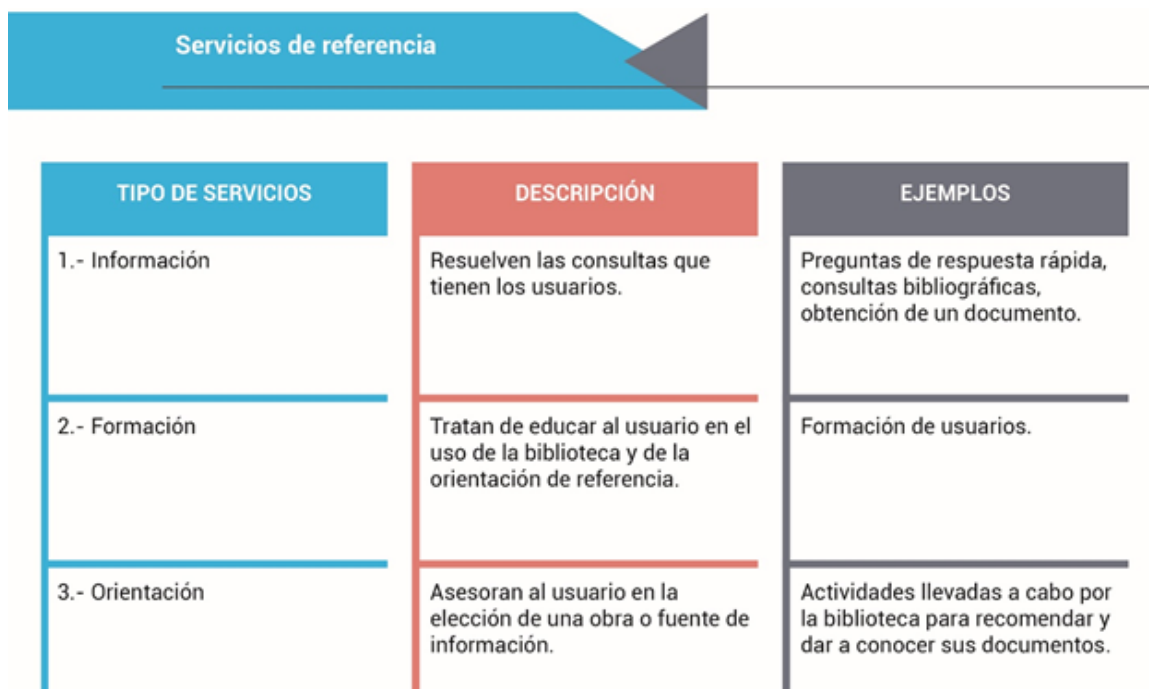 Servicios de referencia
TIPO DE SERVICIOS
DESCRIPCIÓN
EJEMPLOS
1.- Información
Resuelven las consultas que
tienen los usuarios.
Preguntas de respuesta rápida,
consultas bibliográficas,
obtención de un documento.
2.- Formación
Tratan de educar al usuario en el
uso de la biblioteca y de la
orientación de referencia.
Formación de usuarios.
3.- Orientación
Asesoran al usuario en la
elección de una obra o fuente de
información.
Actividades llevadas a cabo por
la biblioteca para recomendar y
dar a conocer sus documentos.